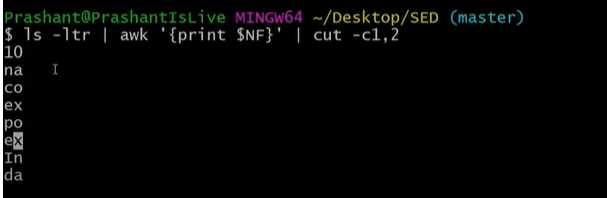 Prashant@PrashantIsLive MINGW64 ~/Desktop/SED (master)
$ ls -ltr | awk '{print $NF}' | cut -c1,2
10
na
co
ex
po
ex
In
da